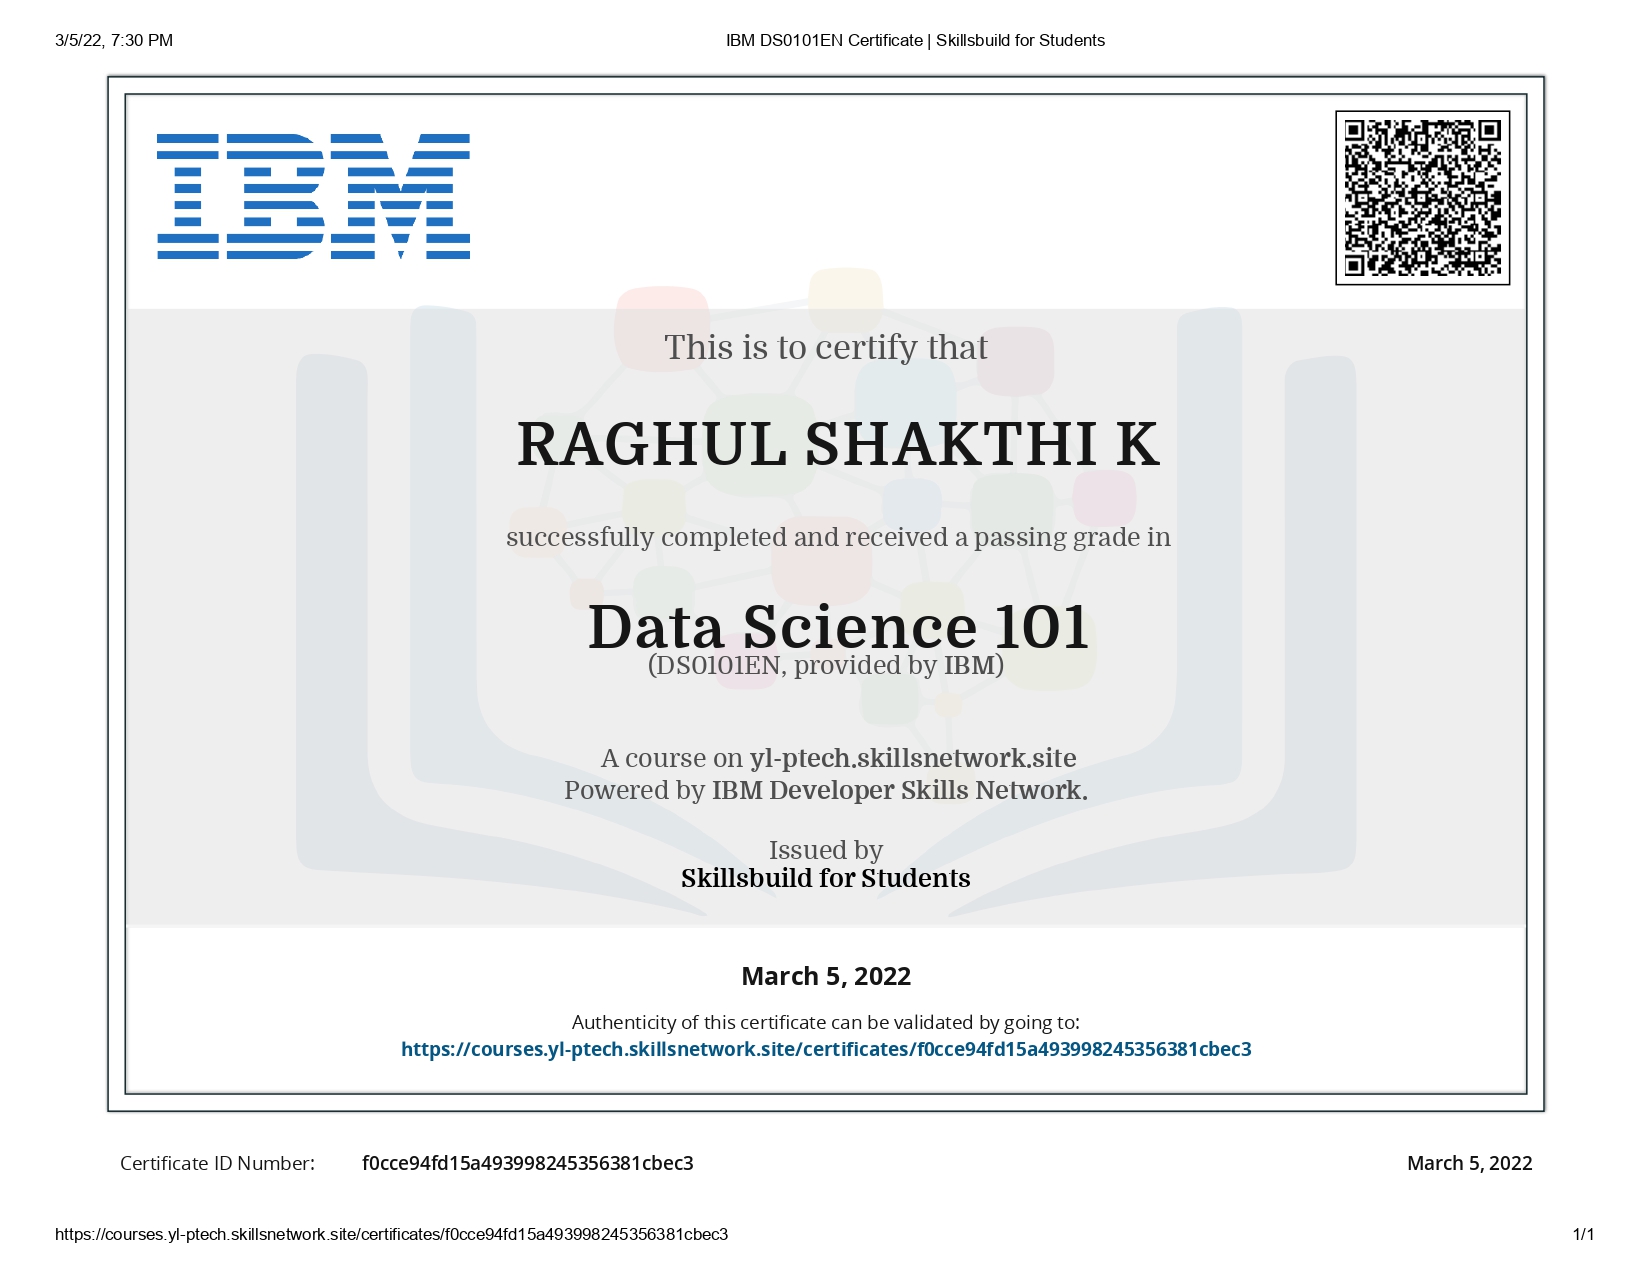 3/5/22, 7:30 PM IBM DS0101EN Certificate | Skillsbuild for Students
IBM
This is to certify that
RAGHUL SHAKTHI K
successfully completed and received a passing grade in
Data Science 101
(DS0101EN, provided by IBM)
A course on yl-ptech.skillsnetwork.site
Powered by IBM Developer Skills Network.
Issued by
Skillsbuild for Students
March 5, 2022
Authenticity of this certificate can be validated by going to:
https://courses.yl-ptech.skillsnetwork.site/certificates/f0cce94fd15a493998245356381cbec3
Certificate ID Number: f0cce94fd15a493998245356381cbec3 March 5, 2022
https://courses.yl-ptech.skillsnetwork.site/certificates/f0cce94fd15a493998245356381cbec3 1/1